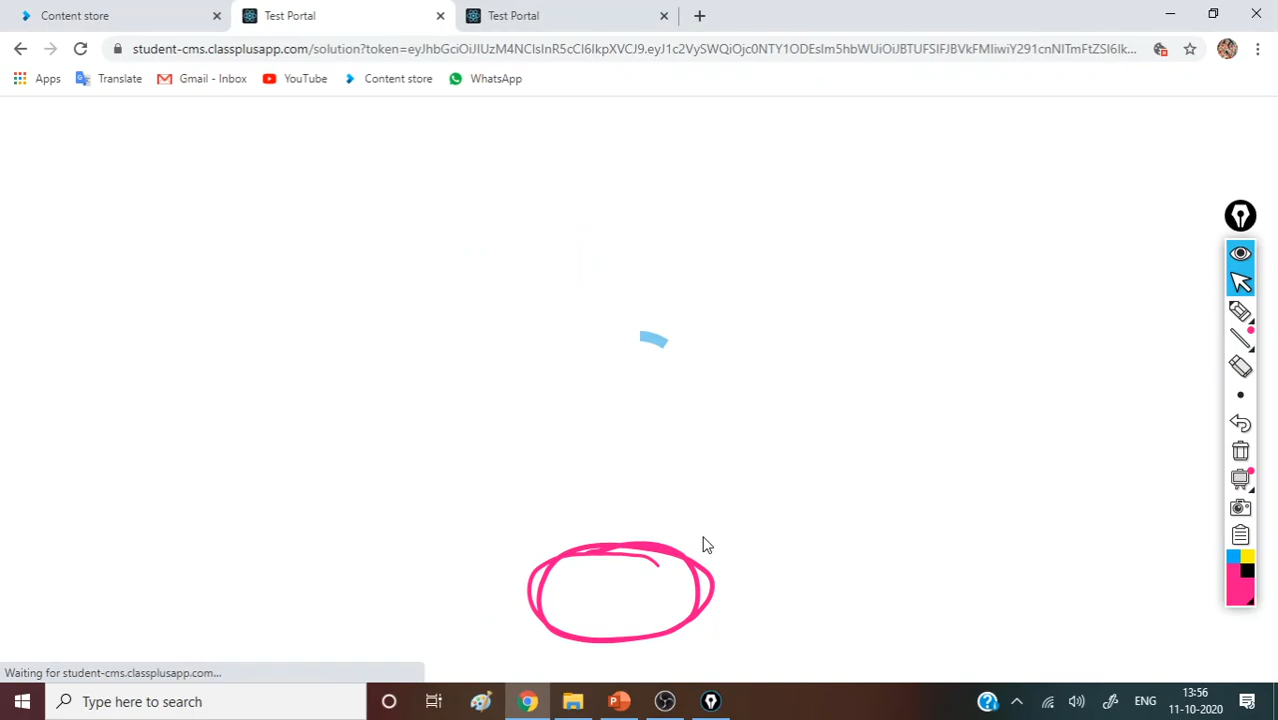 Content store
Test Portal
Test Portal
student-cms.classplusapp.com/solution?token=eyJhbGciOiJIUzM4NCIsInR5cCI6IkpXVCJ9.eyJ1c2VySWQiOjc0NTY1ODEsIm5hbWUiOiJBTUFSIFJBVkFMIiwiY291cnNlTmFtZSI6Ik...
Apps
Translate
Gmail - Inbox
YouTube
Content store
WhatsApp
Waiting for student-cms.classplusapp.com...
Type here to search
ENG
13:56
11-10-2020